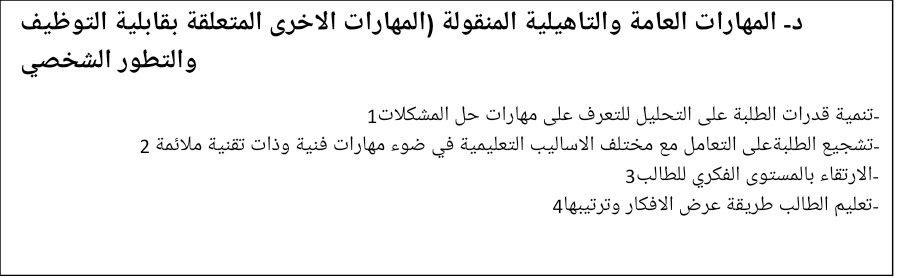 د- المهارات العامة والتاهيلية المنقولة (المهارات الاخرى المتعلقة بقابلية التوظيف
والتطور الشخصي
-تنمية قدرات الطلبة على التحليل للتعرف على مهارات حل المشكلات1
-تشجيع الطلبةعلى التعامل مع مختلف الاساليب التعليمية في ضوء مهارات فنية وذات تقنية ملائمة 2
-الارتقاء بالمستوى الفكري للطالب3
-تعليم الطالب طريقة عرض الافكار وترتيبها4